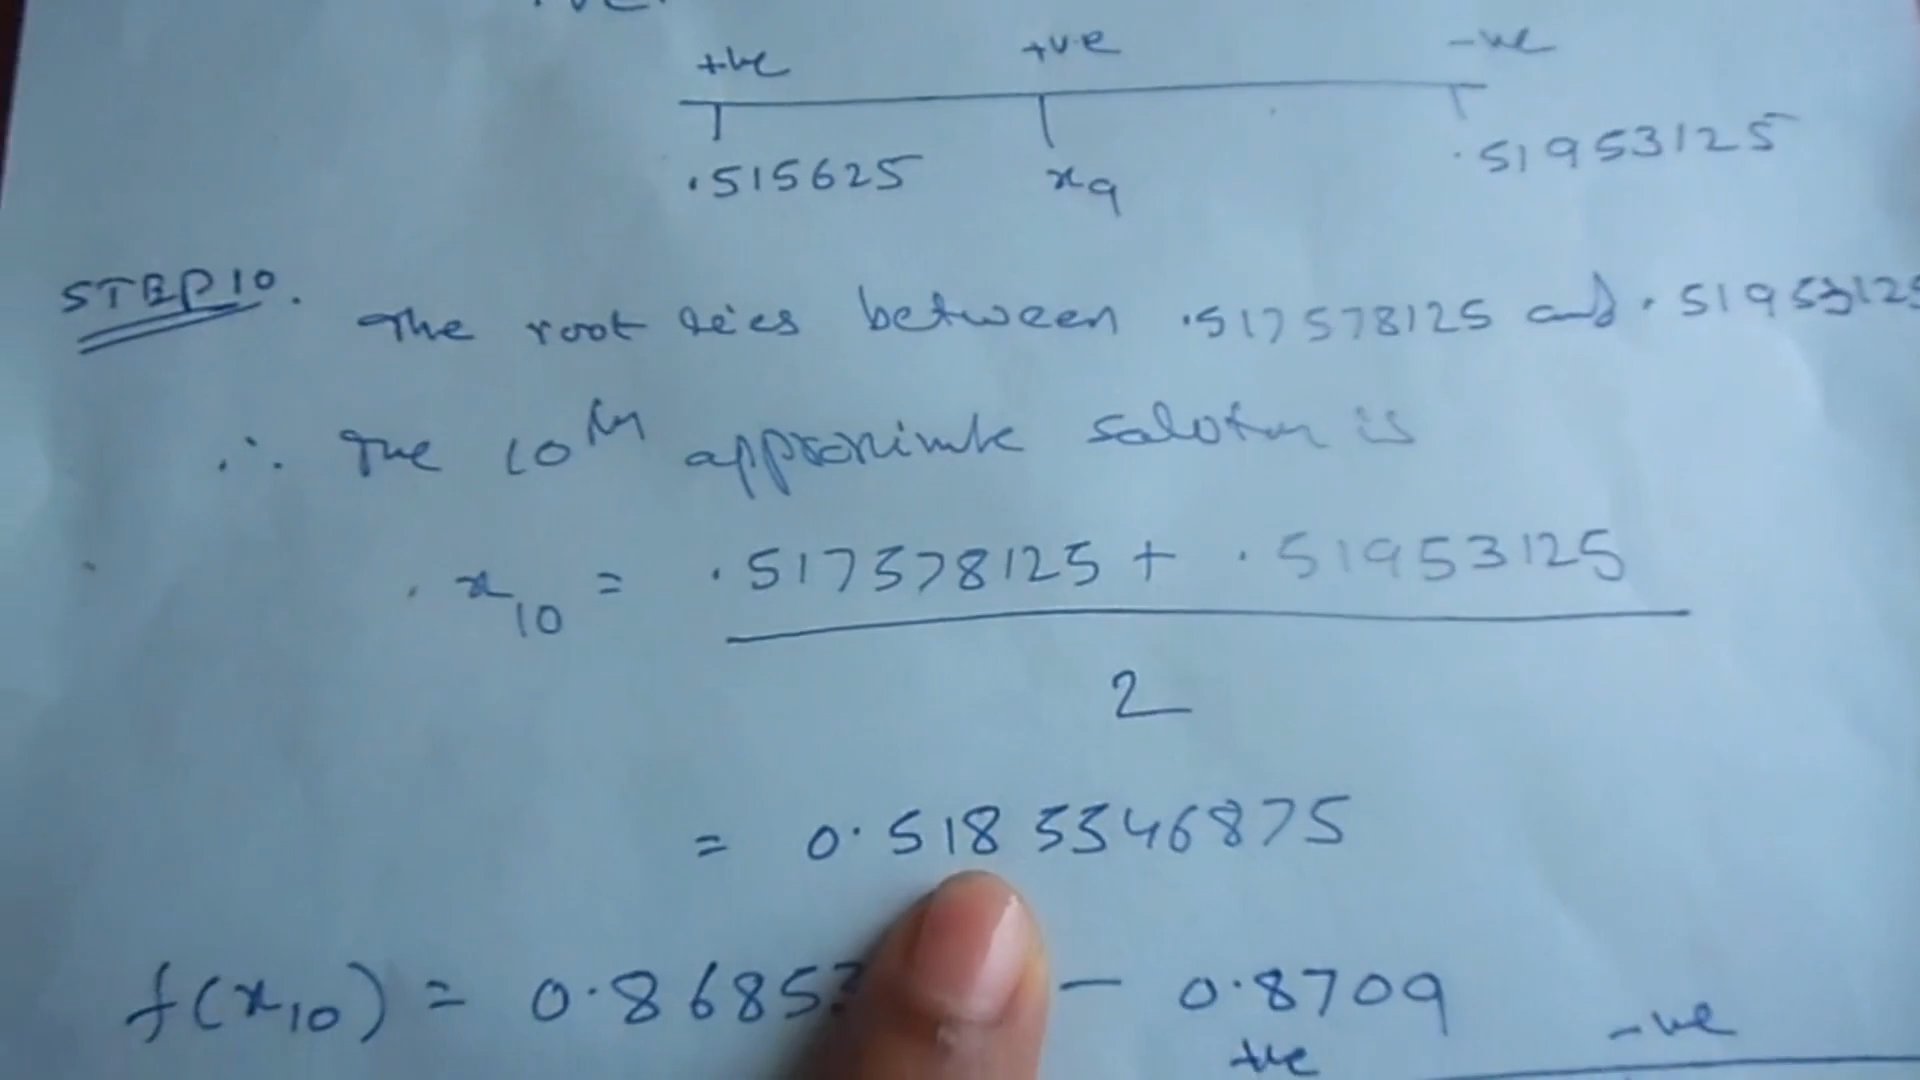 +ve +ve -ve
.515625 x9 .51953125
STEP10. The root lies between .517578125 and .51953125
∴ The 10th approximate solution is
x10 = .517578125 + .51953125
2
= 0.5185546875
f(x10) = 0.8685 - 0.8709
+ve -ve